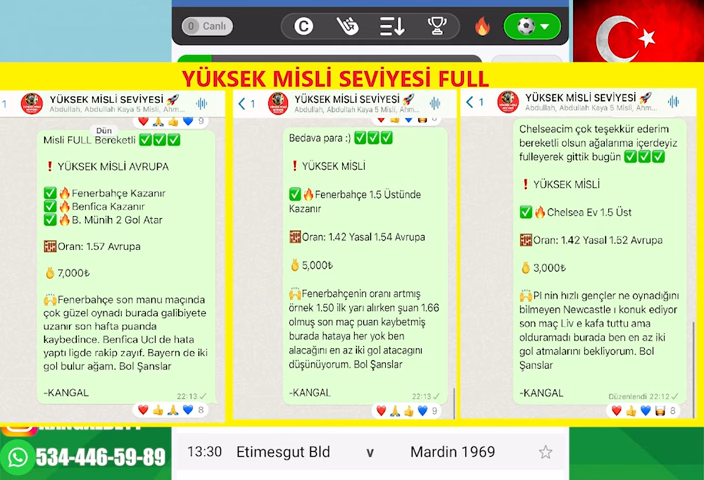 0 Canlı
YÜKSEK MİSLİ SEVİYESİ FULL
1
YÜKSEK MİSLİ SEVİYESİ 🚀
Abdullah, Abdullah Kaya 5 Misli, Ahm...
9
Dün
Misli FULL Bereketli ✅✅✅
❗ YÜKSEK MİSLİ AVRUPA
✅🔥Fenerbahçe Kazanır
✅🔥Benfica Kazanır
✅🔥B. Münih 2 Gol Atar
🧱Oran: 1.57 Avrupa
💰7,000₺
🙌Fenerbahçe son manu maçında
çok güzel oynadı burada galibiyete
uzanır son hafta puanda
kaybedince. Benfica Ucl de hata
yaptı ligde rakip zayıf. Bayern de iki
gol bulur ağam. Bol Şanslar
-KANGAL
22:13
8
1
YÜKSEK MİSLİ SEVİYESİ 🚀
Abdullah, Abdullah Kaya 5 Misli, Ahm...
8
Bedava para :) ✅✅✅
❗ YÜKSEK MİSLİ
✅🔥Fenerbahçe 1.5 Üstünde
Kazanır
🧱Oran: 1.42 Yasal 1.54 Avrupa
💰5,000₺
🙌Fenerbahçenin oranı artmış
örnek 1.50 ilk yarı alırken şuan 1.66
olmuş son maç puan kaybetmiş
burada hataya her yok ben
alacağını en az iki gol atacagını
düşünüyorum. Bol Şanslar
-KANGAL
22:13
9
1
YÜKSEK MİSLİ SEVİYESİ 🚀
Abdullah, Abdullah Kaya 5 Misli, Ahm...
Chelseacim çok teşekkür ederim
bereketli olsun ağalanma içerdeyiz
fulleyerek gittik bugün ✅✅✅
❗ YÜKSEK MİSLİ
✅🔥Chelsea Ev 1.5 Üst
🧱Oran: 1.42 Yasal 1.52 Avrupa
💰3,000₺
🙌Pl nin hızlı gençler ne oynadığını
bilmeyen Newcastle ı konuk ediyor
son maç Liv e kafa tuttu ama
olduramadı burada ben en az iki
gol atmalarını bekliyorum. Bol
Şanslar
-KANGAL
Düzenlendi 22:12
8
534-446-59-89
13:30 Etimesgut Bld v Mardin 1969